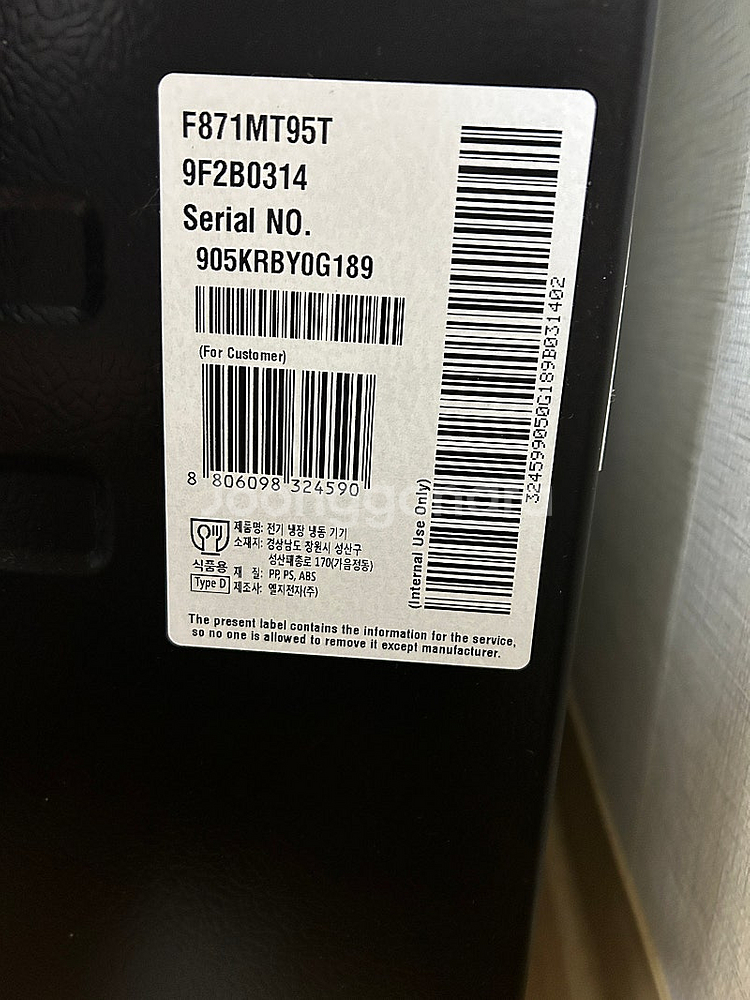 F871MT95T
9F2B0314
Serial NO.
905KRBY0G189
(For Customer)
8 806098 324590
식품용
Type D
제품명: 전기 냉장 냉동 기기
소재지: 경상남도 창원시 성산구
성산패총로 170(가음정동)
재 질: PP, PS, ABS
제조사: 엘지전자(주)
The present label contains the information for the service,
so no one is allowed to remove it except manufacturer.
(Internal Use Only)
324599050G189B031402
Joonggonara